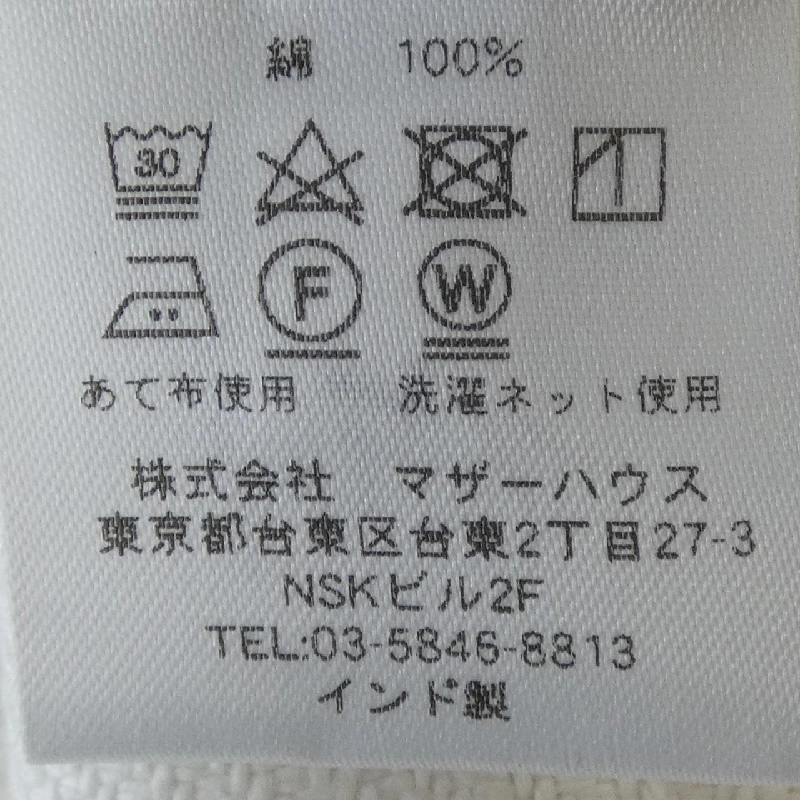 綿 100%
30
F W
あて布使用 洗濯ネット使用
株式会社 マザーハウス
東京都台東区台東2丁目27-3
NSKビル2F
TEL:03-5846-8813
インド製